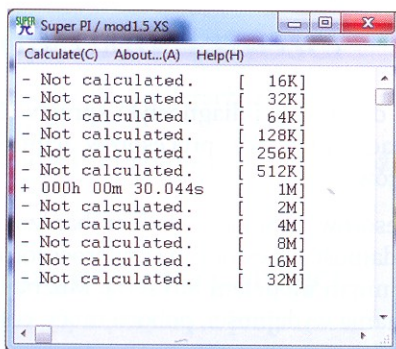 SUPER π Super PI / mod1.5 XS
Calculate(C) About...(A) Help(H)
- Not calculated. [ 16K]
- Not calculated. [ 32K]
- Not calculated. [ 64K]
- Not calculated. [ 128K]
- Not calculated. [ 256K]
- Not calculated. [ 512K]
+ 000h 00m 30.044s [ 1M]
- Not calculated. [ 2M]
- Not calculated. [ 4M]
- Not calculated. [ 8M]
- Not calculated. [ 16M]
- Not calculated. [ 32M]